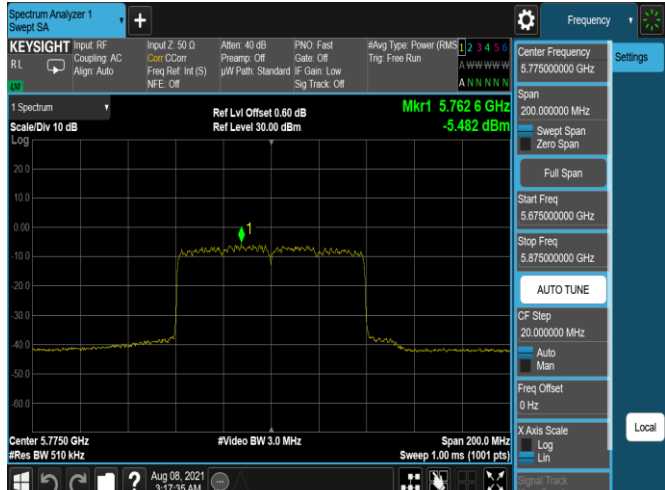 Spectrum Analyzer 1
Swept SA
+
Frequency
KEYSIGHT
RL
Input: RF
Coupling: AC
Align: Auto
Input Z: 50 Ω
Corr CCorr
Freq Ref: Int (S)
NFE: Off
Atten: 40 dB
Preamp: Off
µW Path: Standard
PNO: Fast
Gate: Off
IF Gain: Low
Sig Track: Off
#Avg Type: Power (RMS
Trig: Free Run
1 2 3 4 5 6
A W W W W W
A N N N N N
LXI
1 Spectrum
Scale/Div 10 dB
Log
Ref Lvl Offset 0.60 dB
Ref Level 30.00 dBm
Mkr1 5.762 6 GHz
-5.482 dBm
20.0
10.0
0.00
-10.0
-20.0
-30.0
-40.0
-50.0
-60.0
1
Center 5.7750 GHz
#Res BW 510 kHz
#Video BW 3.0 MHz
Span 200.0 MHz
Sweep 1.00 ms (1001 pts)
Center Frequency
5.775000000 GHz
Settings
Span
200.000000 MHz
Swept Span
Zero Span
Full Span
Start Freq
5.675000000 GHz
Stop Freq
5.875000000 GHz
AUTO TUNE
CF Step
20.000000 MHz
Auto
Man
Freq Offset
0 Hz
X Axis Scale
Log
Lin
Local
Signal Track
?
Aug 08, 2021
3:17:35 AM